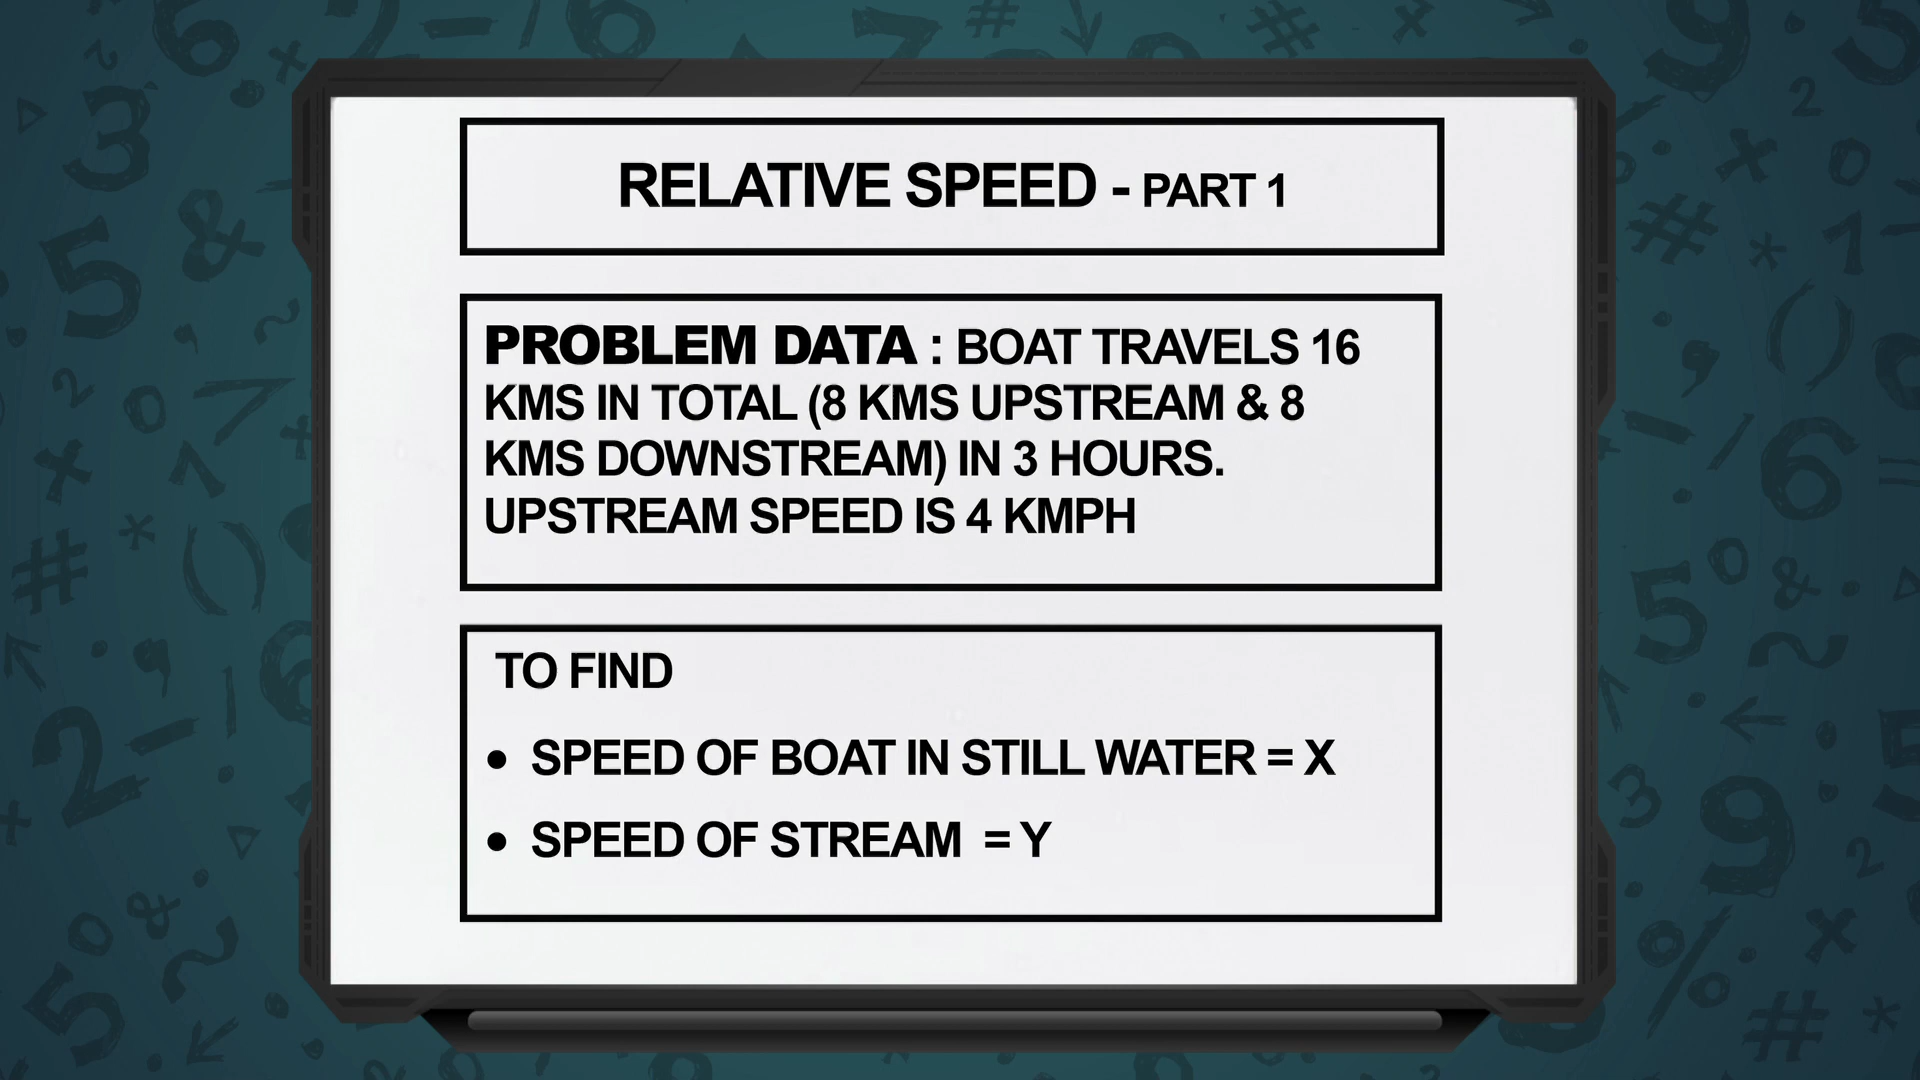 RELATIVE SPEED - PART 1
PROBLEM DATA : BOAT TRAVELS 16
KMS IN TOTAL (8 KMS UPSTREAM & 8
KMS DOWNSTREAM) IN 3 HOURS.
UPSTREAM SPEED IS 4 KMPH
TO FIND
• SPEED OF BOAT IN STILL WATER = X
• SPEED OF STREAM = Y